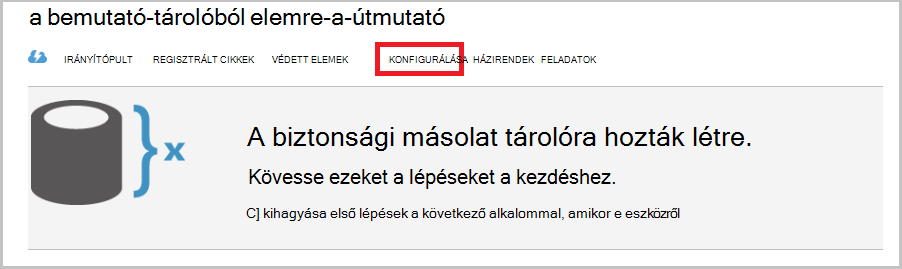 a bemutató-tárolóból elemre-a-útmutató
IRÁNYÍTÓPULT REGISZTRÁLT CIKKEK VÉDETT ELEMEK KONFIGURÁLÁSA HÁZIRENDEK FELADATOK
x
A biztonsági másolat tárolóra hozták létre.
Kövesse ezeket a lépéseket a kezdéshez.
C] kihagyása első lépések a következő alkalommal, amikor e eszközről